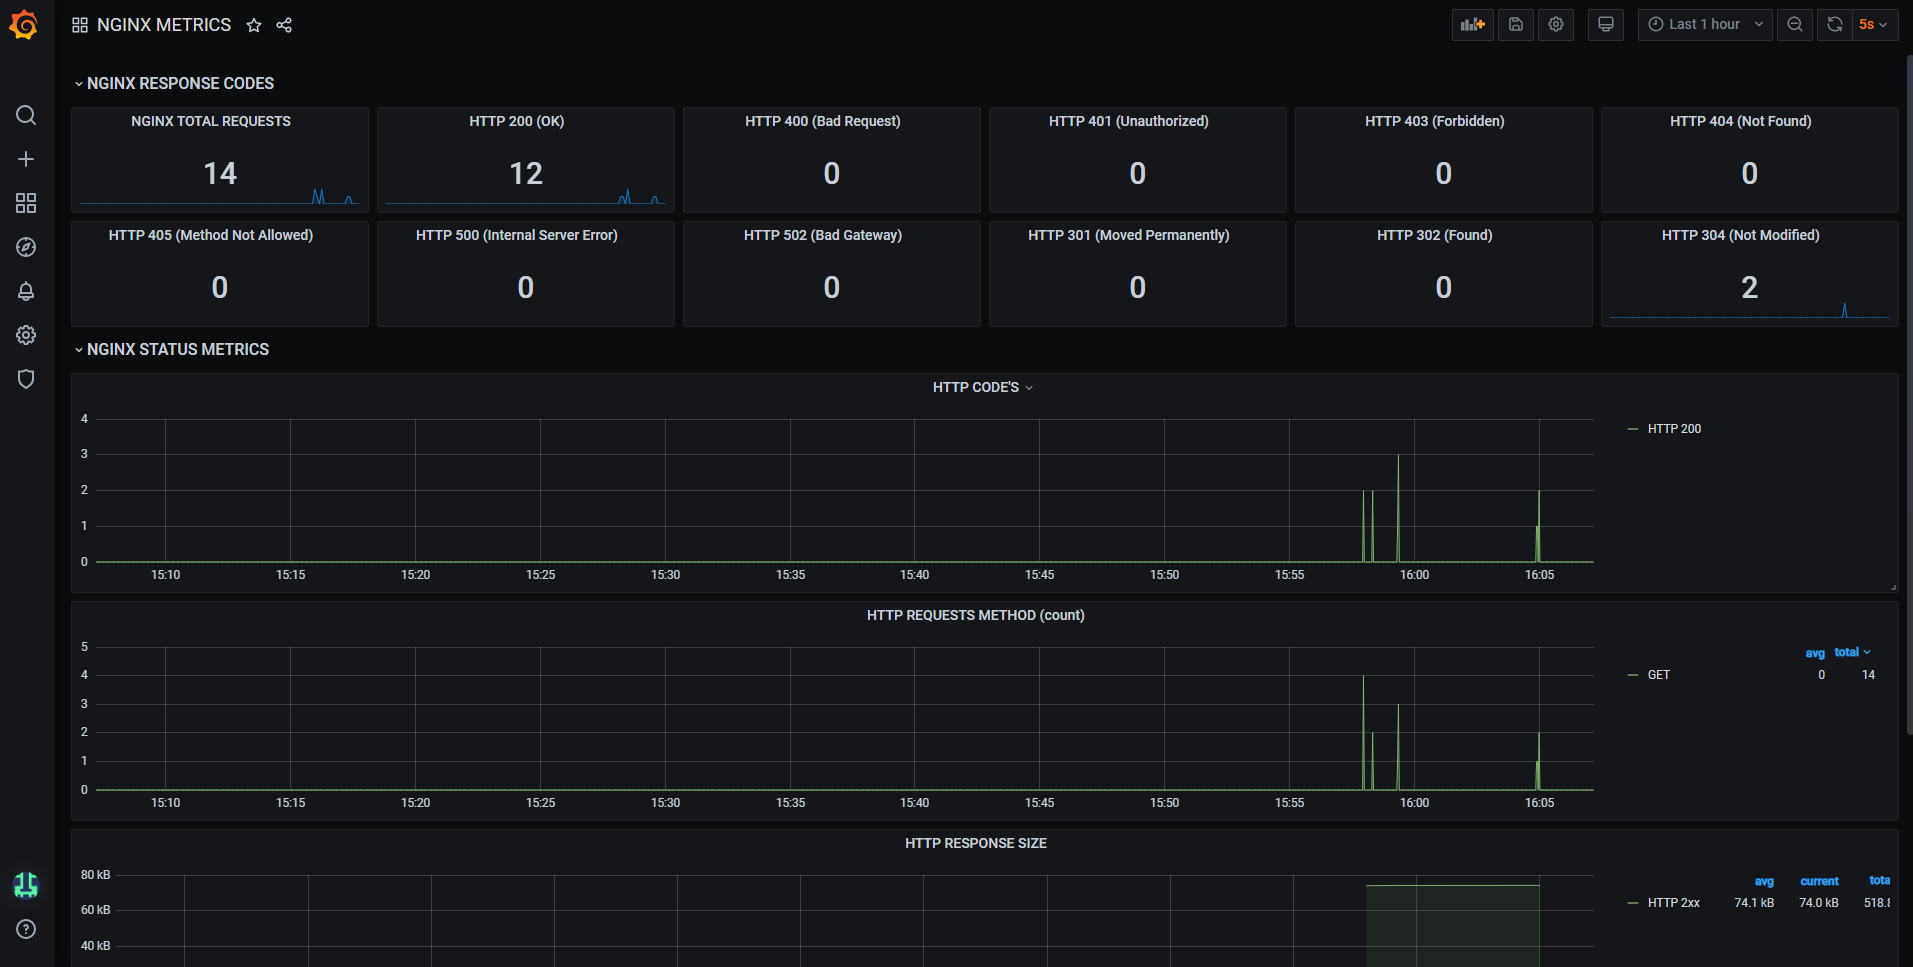 NGINX METRICS
Last 1 hour
5s
NGINX RESPONSE CODES
NGINX TOTAL REQUESTS
14
HTTP 200 (OK)
12
HTTP 400 (Bad Request)
0
HTTP 401 (Unauthorized)
0
HTTP 403 (Forbidden)
0
HTTP 404 (Not Found)
0
HTTP 405 (Method Not Allowed)
0
HTTP 500 (Internal Server Error)
0
HTTP 502 (Bad Gateway)
0
HTTP 301 (Moved Permanently)
0
HTTP 302 (Found)
0
HTTP 304 (Not Modified)
2
NGINX STATUS METRICS
HTTP CODE'S
4
3
2
1
0
15:10 15:15 15:20 15:25 15:30 15:35 15:40 15:45 15:50 15:55 16:00 16:05
HTTP 200
HTTP REQUESTS METHOD (count)
5
4
3
2
1
0
15:10 15:15 15:20 15:25 15:30 15:35 15:40 15:45 15:50 15:55 16:00 16:05
avg total
GET 0 14
HTTP RESPONSE SIZE
80 kB
60 kB
40 kB
avg current tota
HTTP 2xx 74.1 kB 74.0 kB 518.8